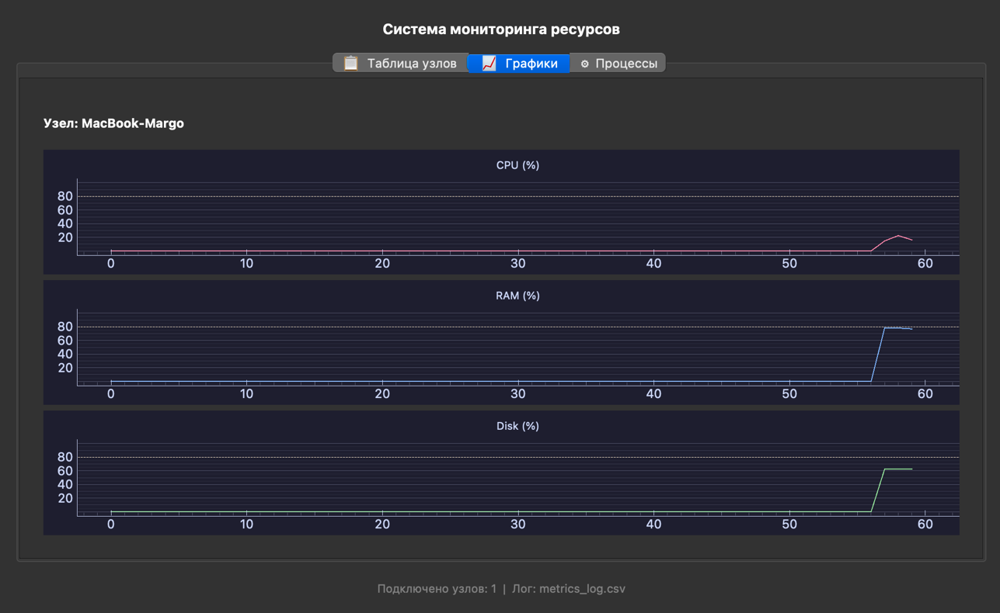 Система мониторинга ресурсов
📋 Таблица узлов 📈 Графики ⚙ Процессы
Узел: MacBook-Margo
CPU (%)
80
60
40
20
0 10 20 30 40 50 60
RAM (%)
80
60
40
20
0 10 20 30 40 50 60
Disk (%)
80
60
40
20
0 10 20 30 40 50 60
Подключено узлов: 1 | Лог: metrics_log.csv